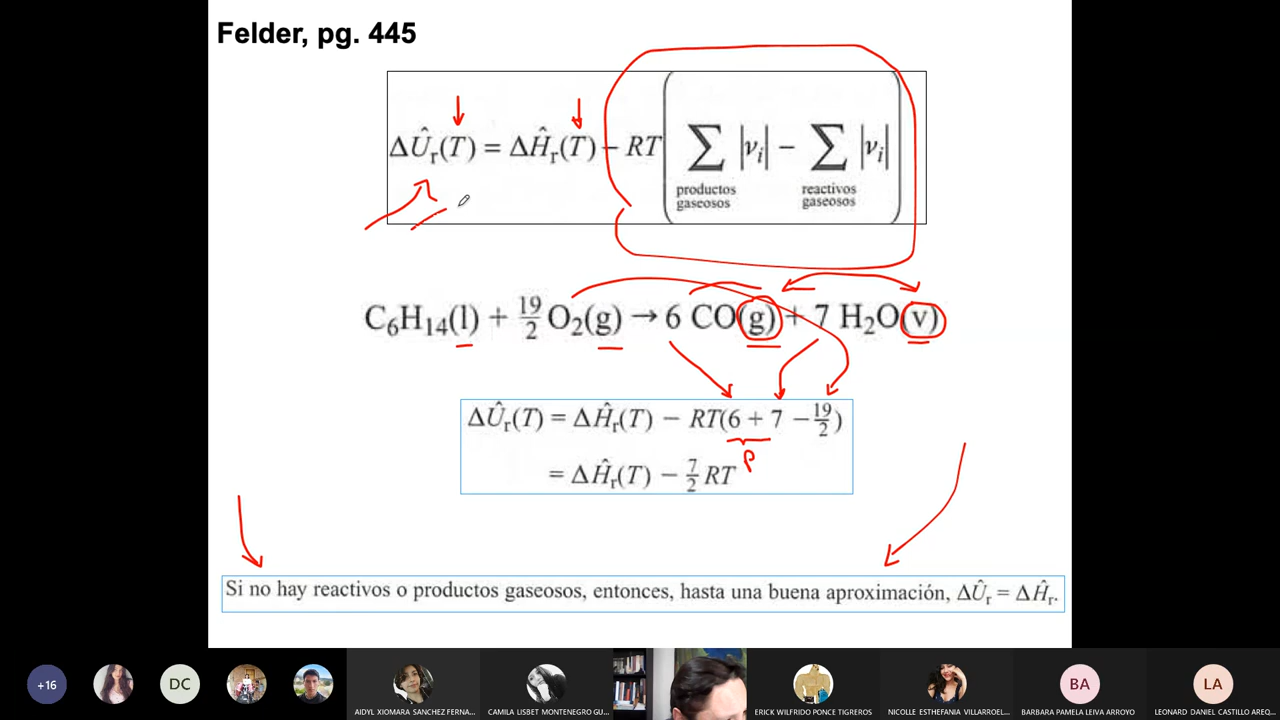 Felder, pg. 445
ΔÛr(T) = ΔĤr(T) − RT( ∑ |νi| − ∑ |νi| )
productos gaseosos reactivos gaseosos
C6H14(l) + 19/2 O2(g) → 6 CO(g) + 7 H2O(v)
ΔÛr(T) = ΔĤr(T) − RT(6 + 7 − 19/2)
P
= ΔĤr(T) − 7/2 RT
Si no hay reactivos o productos gaseosos, entonces, hasta una buena aproximación, ΔÛr = ΔĤr.
+16
DC
BA
LA
AIDYL XIOMARA SANCHEZ FERNA...
CAMILA LISBET MONTENEGRO GU...
ERICK WILFRIDO PONCE TIGREROS
NICOLLE ESTHEFANIA VILLARROEL...
BARBARA PAMELA LEIVA ARROYO
LEONARD DANIEL CASTILLO AREQ...